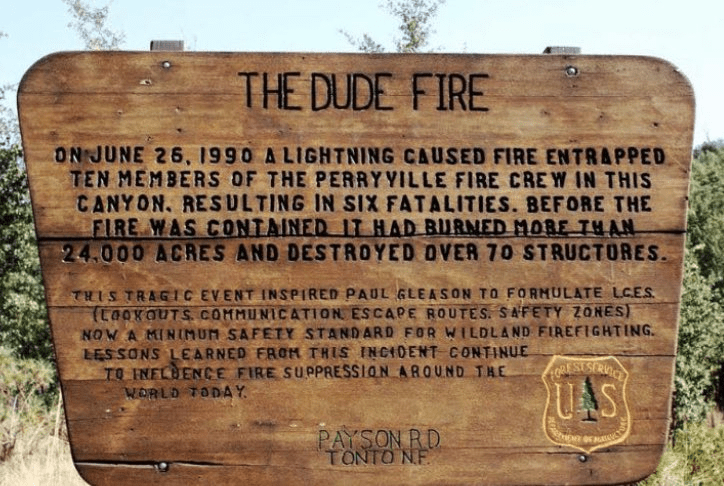 THE DUDE FIRE
ON JUNE 26, 1990 A LIGHTNING CAUSED FIRE ENTRAPPED
TEN MEMBERS OF THE PERRYVILLE FIRE CREW IN THIS
CANYON, RESULTING IN SIX FATALITIES. BEFORE THE
FIRE WAS CONTAINED IT HAD BURNED MORE THAN
24,000 ACRES AND DESTROYED OVER 70 STRUCTURES.
THIS TRAGIC EVENT INSPIRED PAUL GLEASON TO FORMULATE L.C.E.S.
(LOOKOUTS, COMMUNICATION, ESCAPE ROUTES, SAFETY ZONES)
NOW A MINIMUM SAFETY STANDARD FOR WILDLAND FIREFIGHTING.
LESSONS LEARNED FROM THIS INCIDENT CONTINUE
TO INFLUENCE FIRE SUPPRESSION AROUND THE
WORLD TODAY.
FOREST SERVICE
U S
DEPARTMENT OF AGRICULTURE
PAYSON R.D.
TONTO N.F.